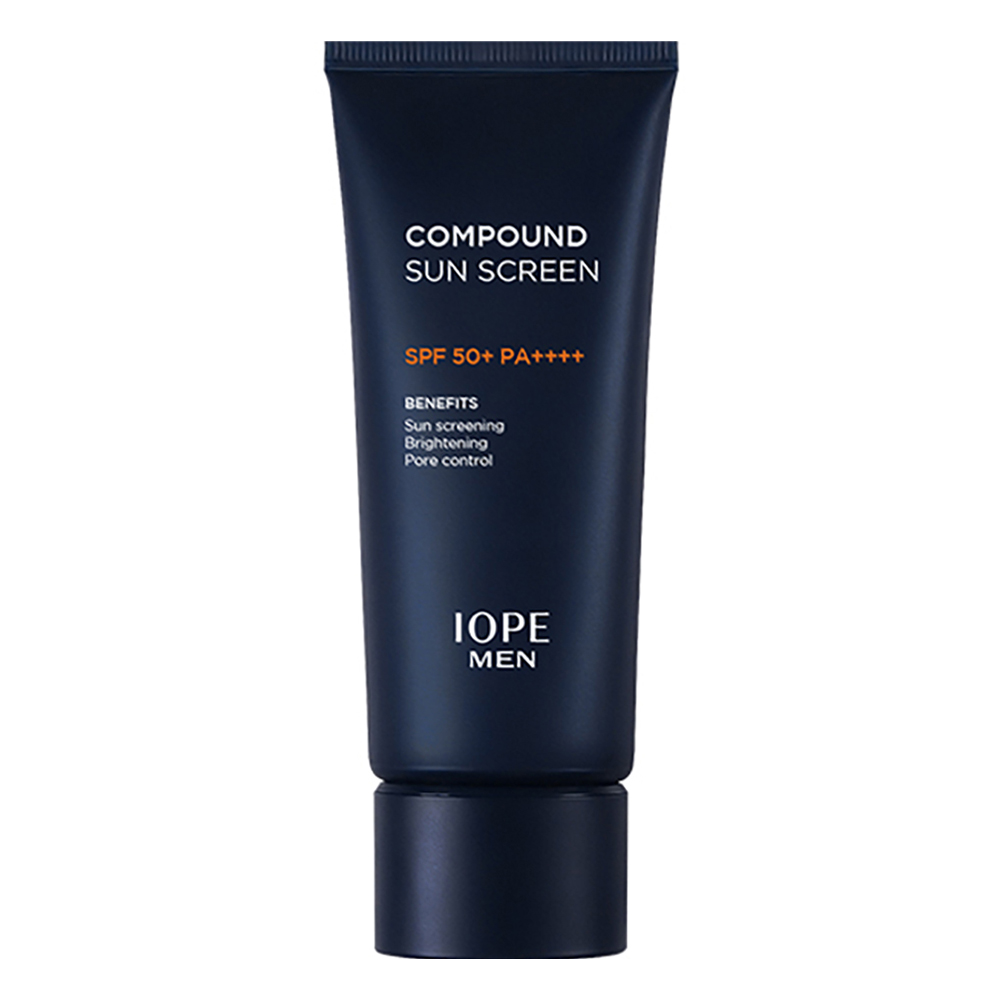 COMPOUND
SUN SCREEN
SPF 50+ PA++++
BENEFITS
Sun screening
Brightening
Pore control
IOPE
MEN